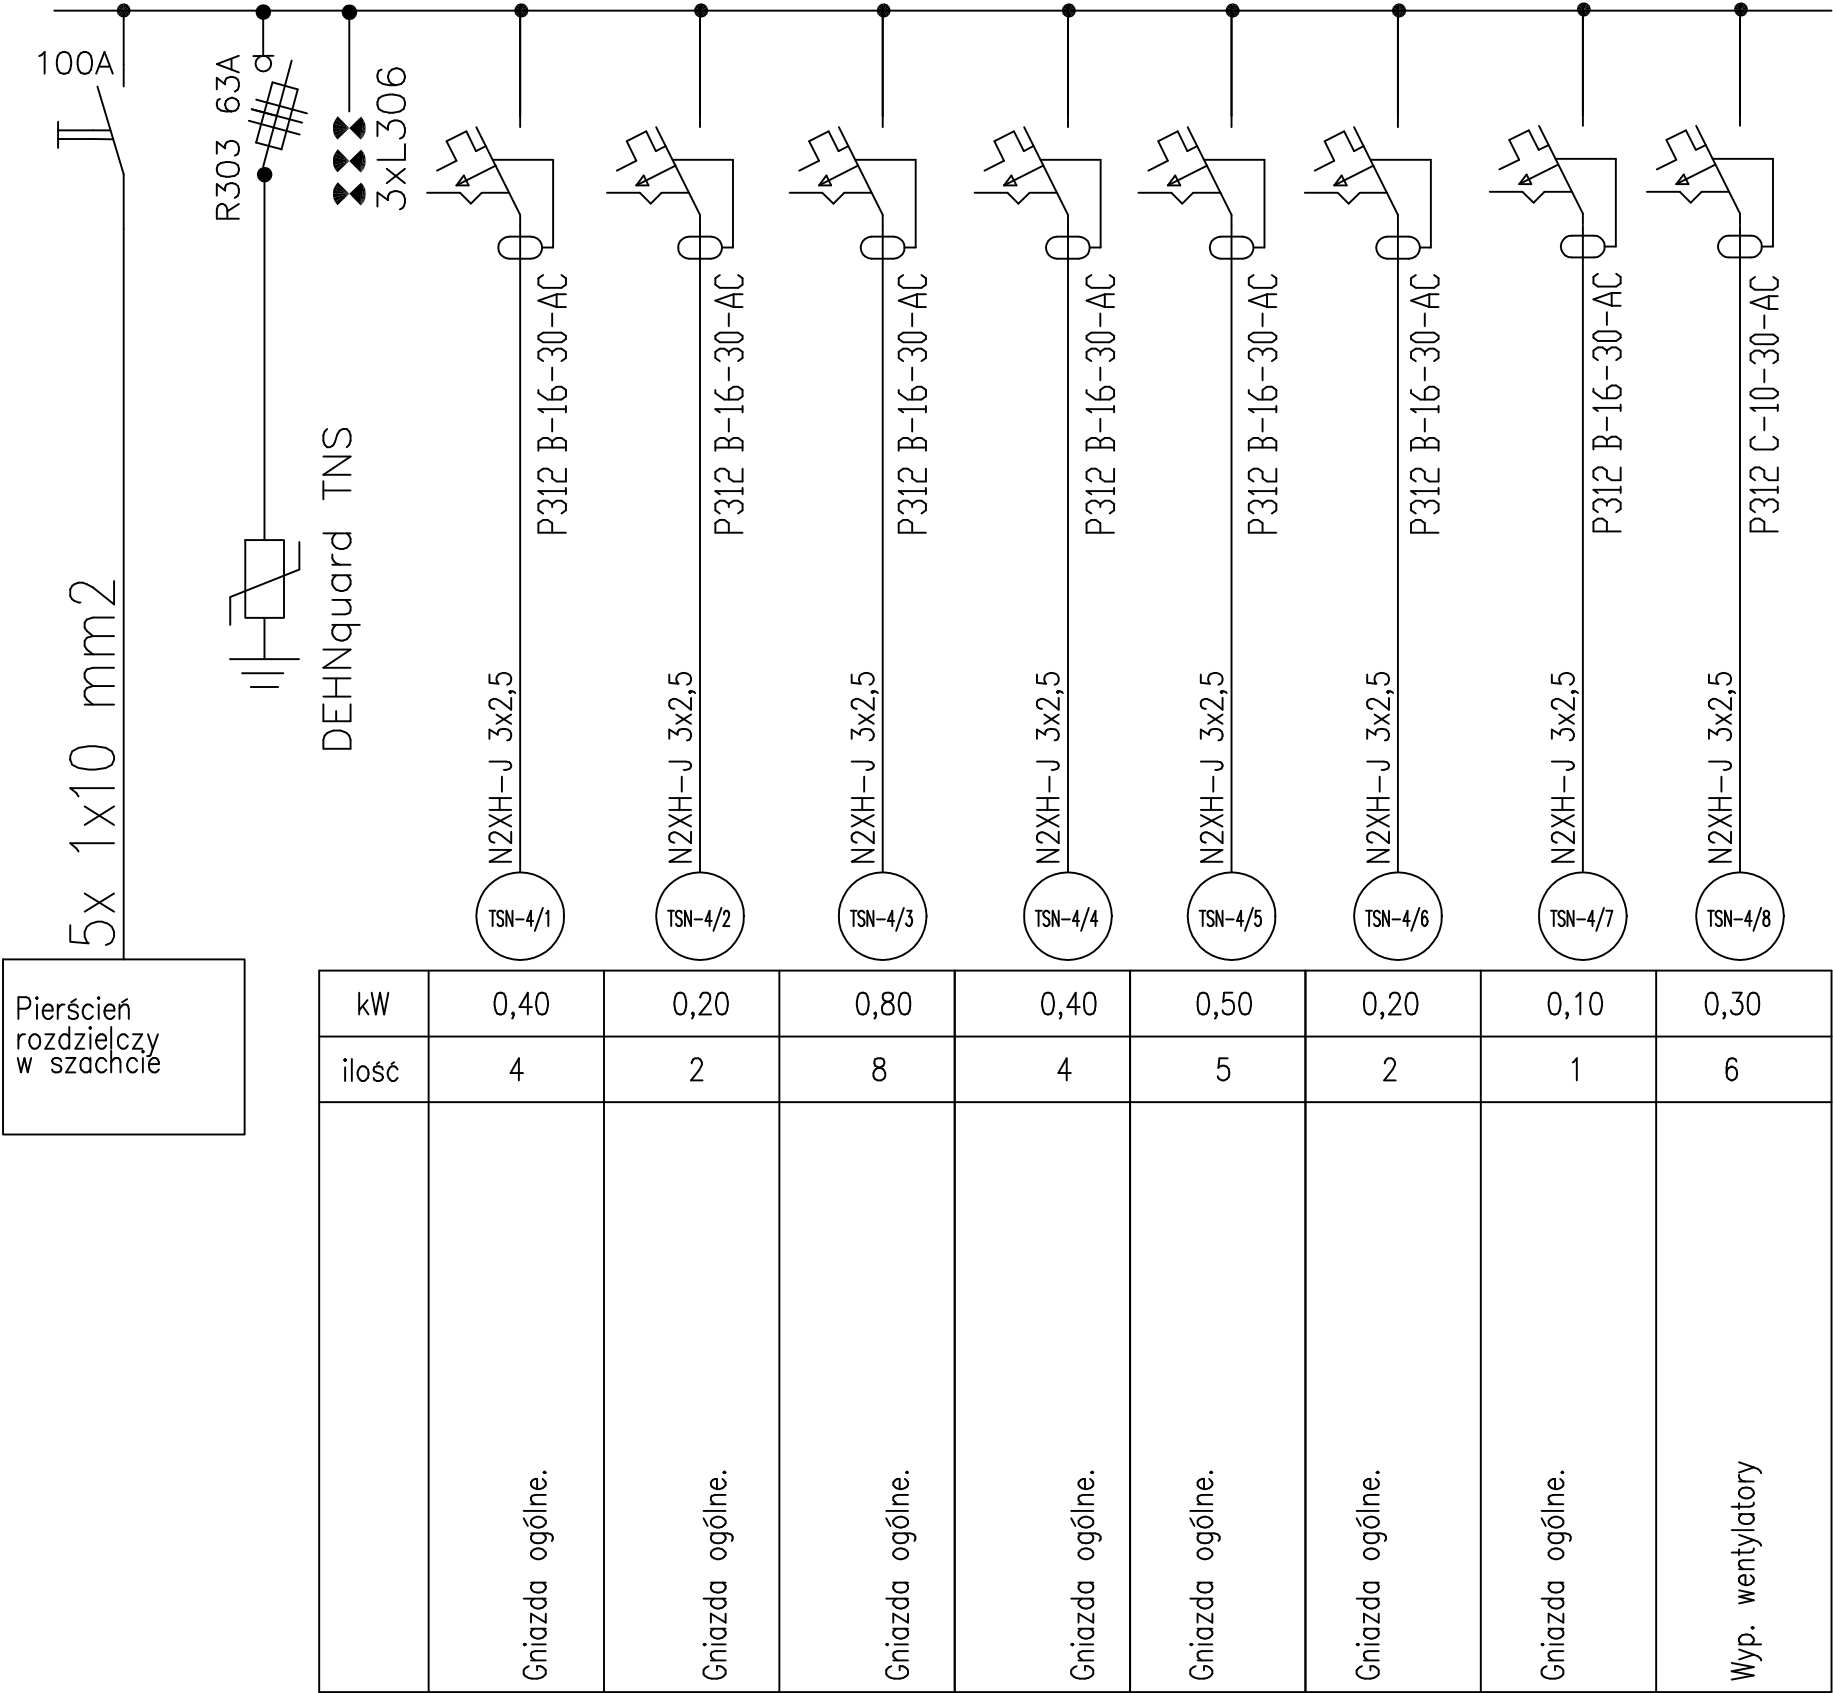 100A
R303 63A
3xL306
P312 B-16-30-AC
P312 B-16-30-AC
P312 B-16-30-AC
P312 B-16-30-AC
P312 B-16-30-AC
P312 B-16-30-AC
P312 B-16-30-AC
P312 C-10-30-AC
DEHNquard TNS
5x 1x10 mm2
N2XH-J 3x2,5
N2XH-J 3x2,5
N2XH-J 3x2,5
N2XH-J 3x2,5
N2XH-J 3x2,5
N2XH-J 3x2,5
N2XH-J 3x2,5
N2XH-J 3x2,5
TSN-4/1
TSN-4/2
TSN-4/3
TSN-4/4
TSN-4/5
TSN-4/6
TSN-4/7
TSN-4/8
Pierścień
rozdzielczy
w szachcie
kW 0,40 0,20 0,80 0,40 0,50 0,20 0,10 0,30
ilość 4 2 8 4 5 2 1 6
Gniazda ogólne.
Gniazda ogólne.
Gniazda ogólne.
Gniazda ogólne.
Gniazda ogólne.
Gniazda ogólne.
Gniazda ogólne.
Wyp. wentylatory